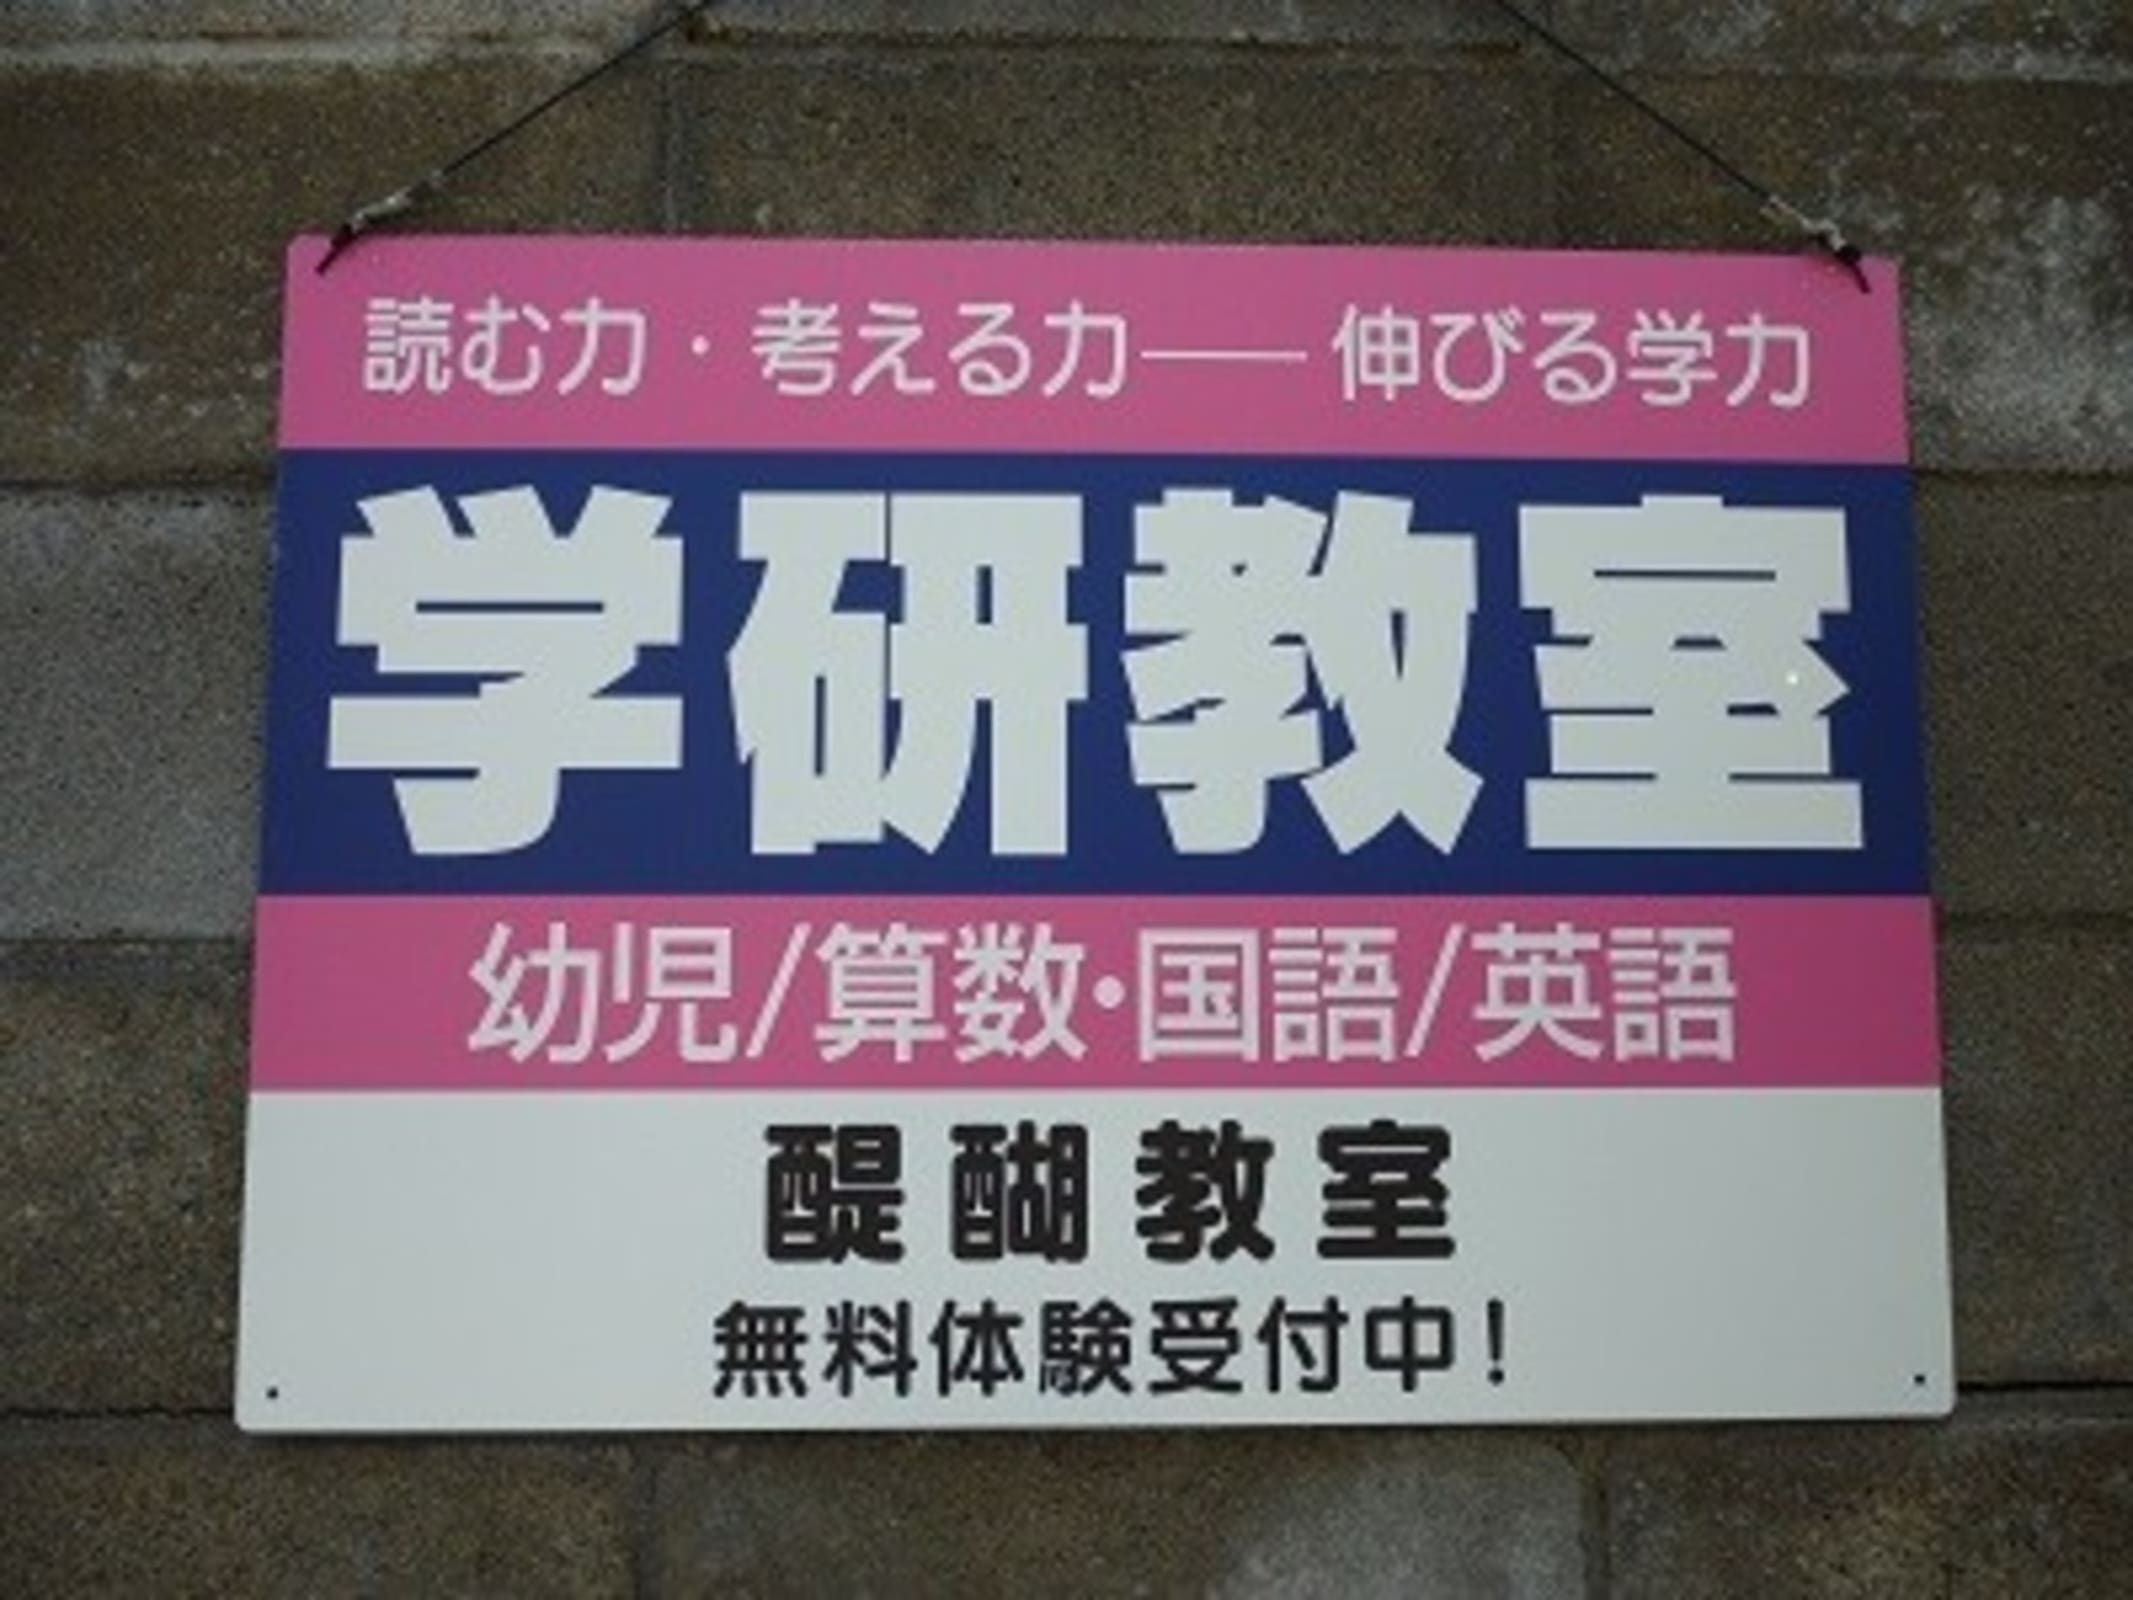 読む力・考える力――伸びる学力
学研教室
幼児/算数・国語/英語
醍醐教室
無料体験受付中!